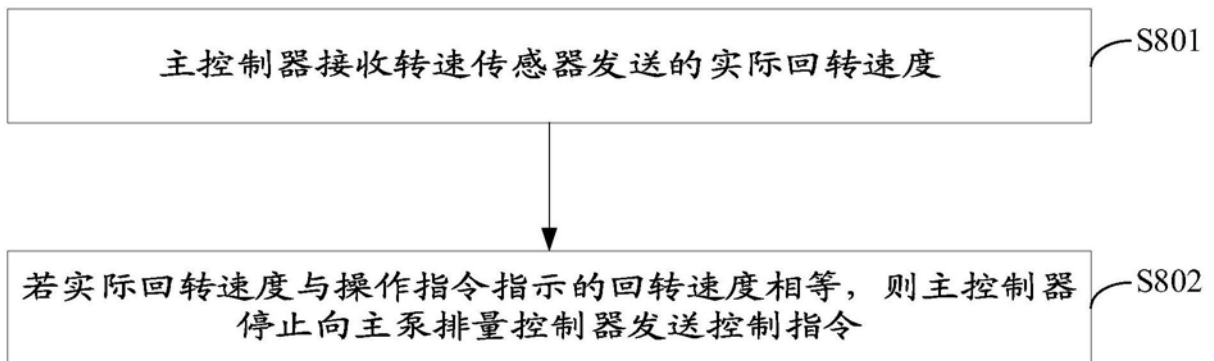 主控制器接收转速传感器发送的实际回转速度
S801
若实际回转速度与操作指令指示的回转速度相等，则主控制器
停止向主泵排量控制器发送控制指令
S802